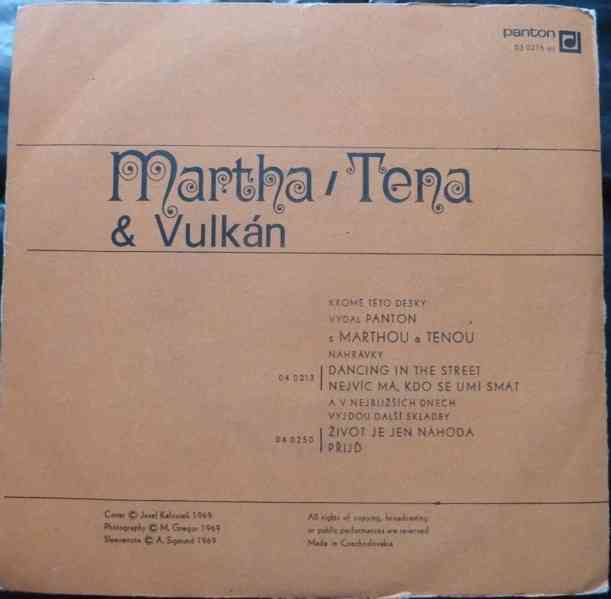 panton
03 0216
Martha / Tena
& Vulkán
KROMĚ TÉTO DESKY
VYDAL PANTON
s MARTHOU a TENOU
NAHRÁVKY
04 0213 DANCING IN THE STREET
NEJVÍC MÁ, KDO SE UMÍ SMÁT
A V NEJBLIŽŠÍCH DNECH
VYJDOU DALŠÍ SKLADBY
04 0250 ŽIVOT JE JEN NÁHODA
PŘIJĎ
Cover © Josef Kalousek 1969
Photography © M. Gregor 1969
Sleevenote © A. Sigmund 1969
All rights of copying, broadcasting
or public performances are reserved
Made in Czechoslovakia